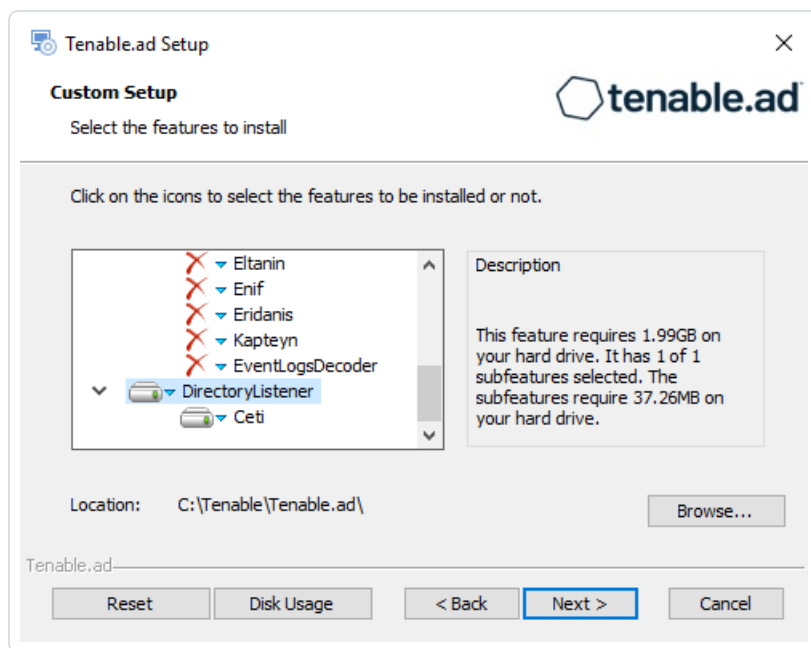 Tenable.ad Setup
Custom Setup
tenable.ad
Select the features to install
Click on the icons to select the features to be installed or not.
Eltanin
Enif
Eridanis
Kapteyn
EventLogsDecoder
DirectoryListener
Ceti
Description
This feature requires 1.99GB on
your hard drive. It has 1 of 1
subfeatures selected. The
subfeatures require 37.26MB on
your hard drive.
Location: C:\Tenable\Tenable.ad\
Browse...
Tenable.ad
Reset Disk Usage < Back Next > Cancel